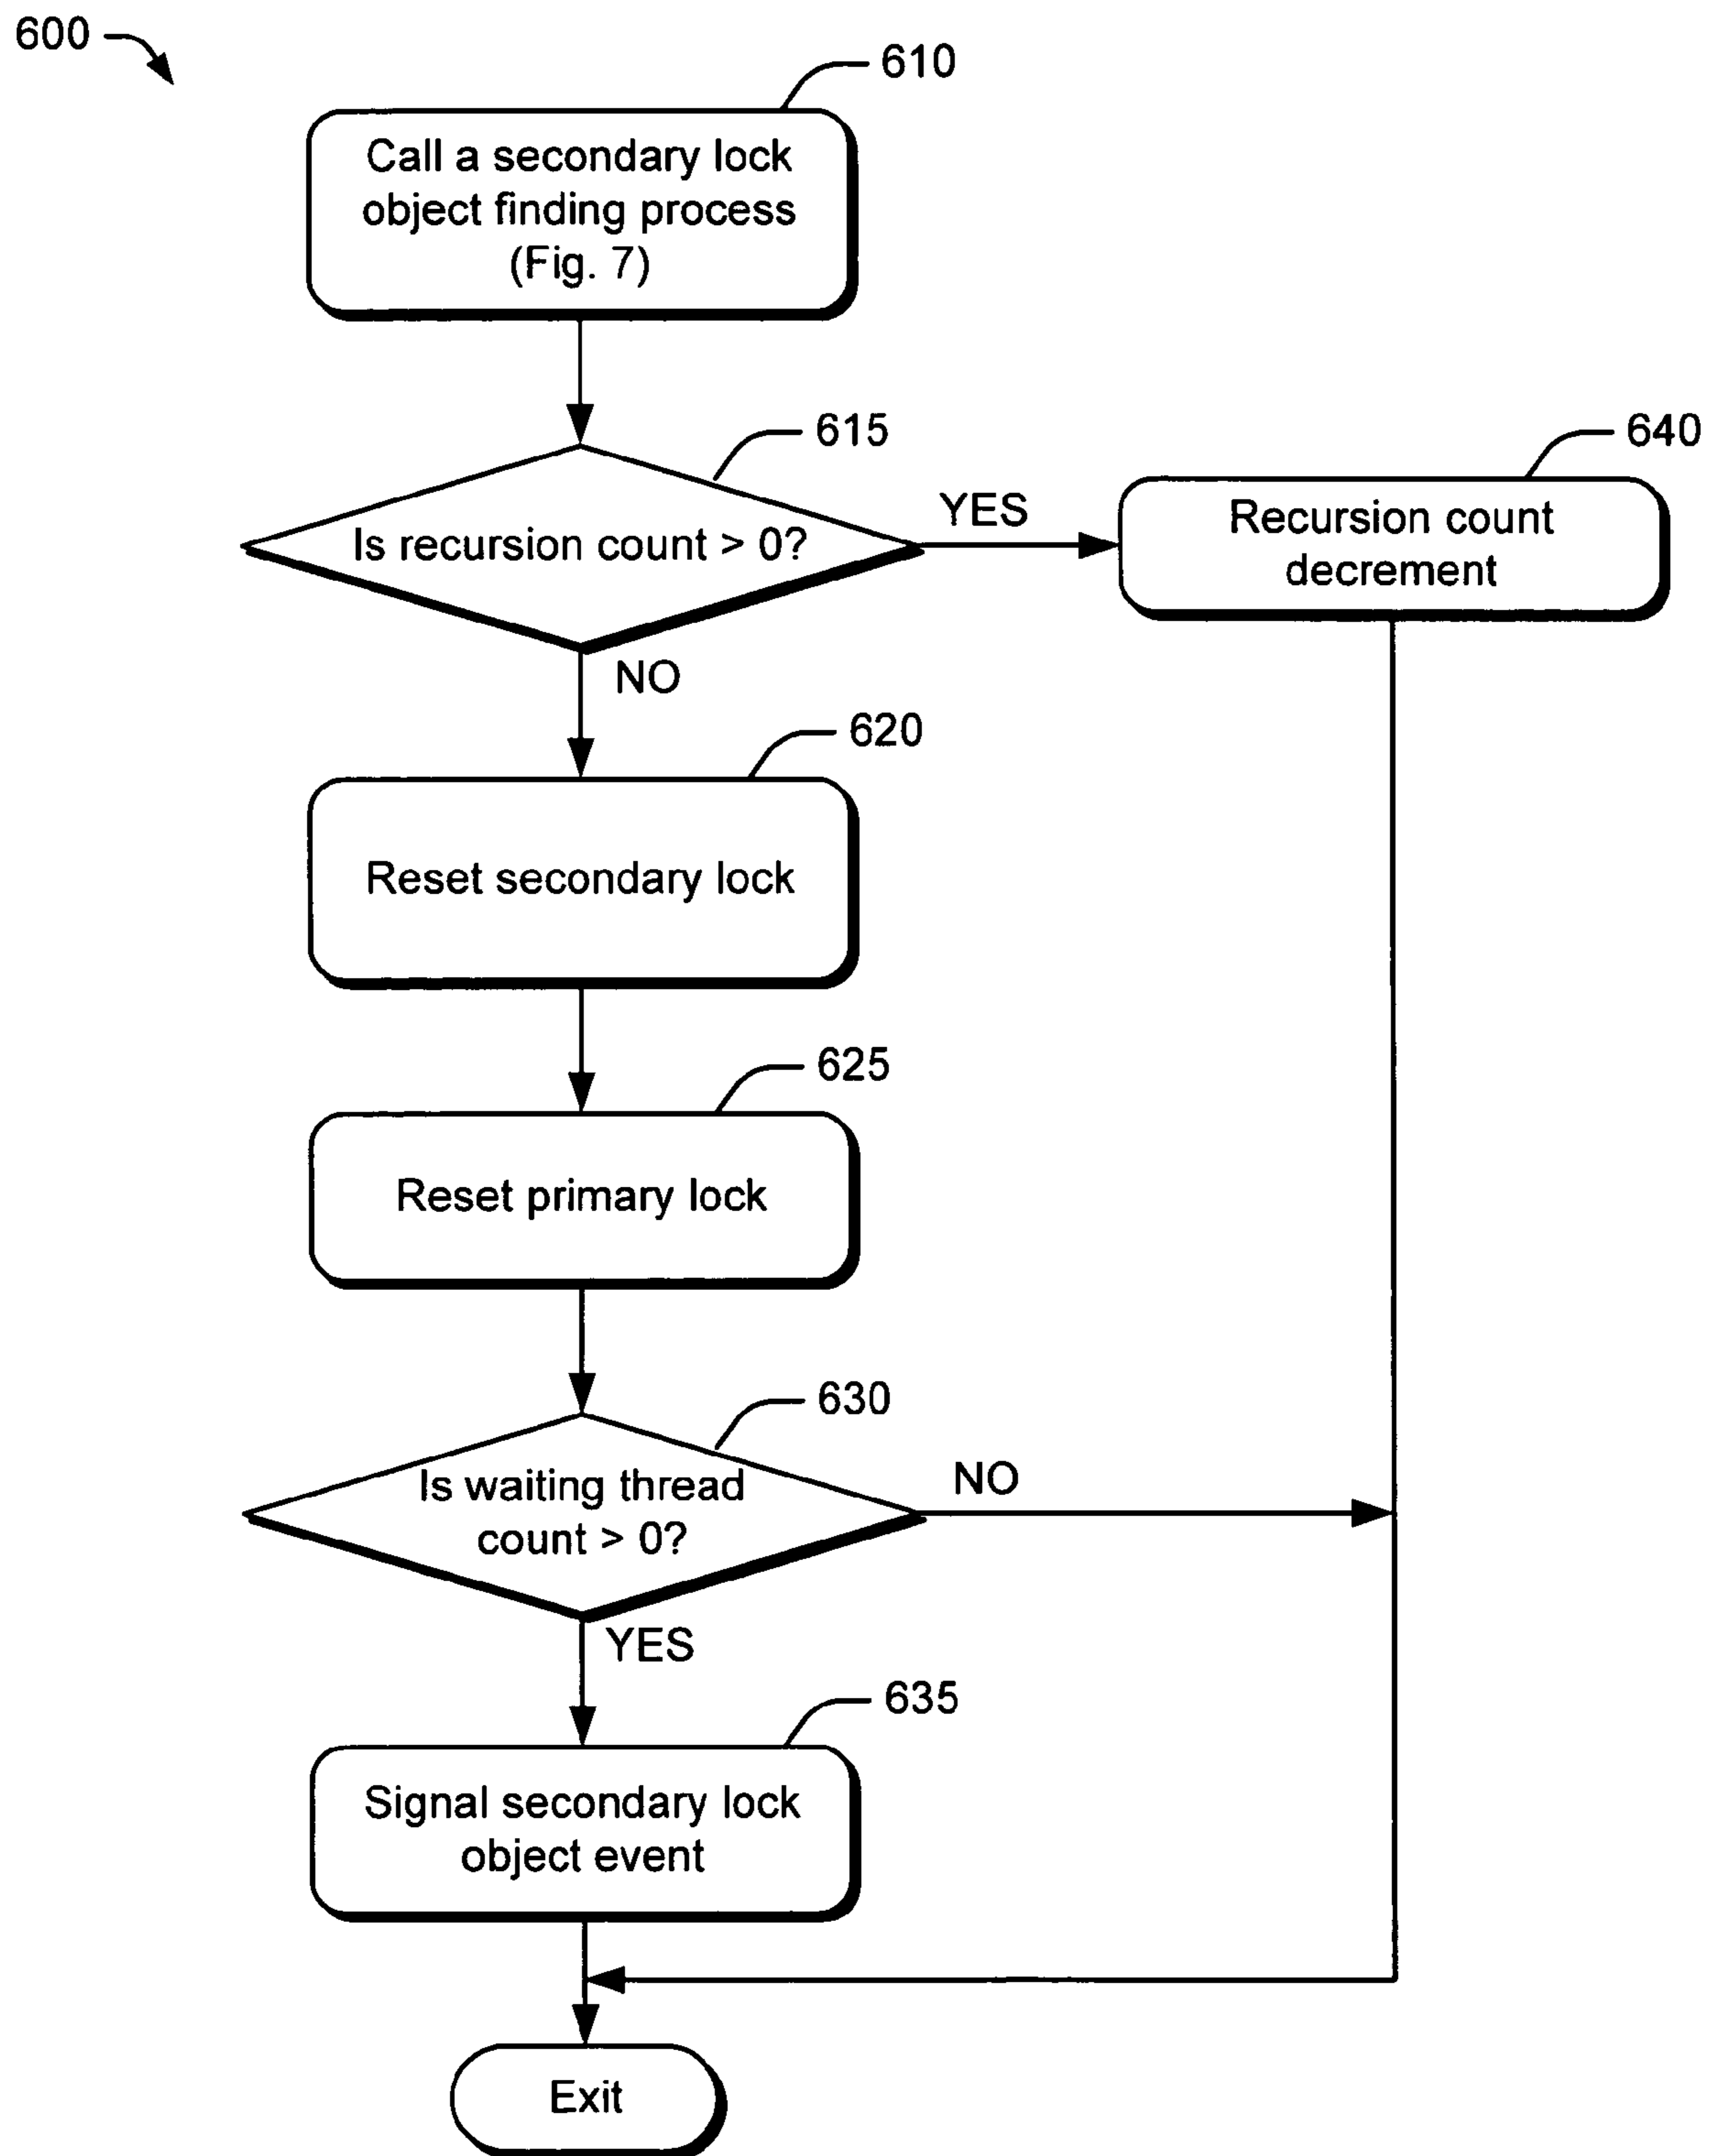 600
610
Call a secondary lock
object finding process
(Fig. 7)
615
640
Is recursion count > 0?
YES
Recursion count
decrement
NO
620
Reset secondary lock
625
Reset primary lock
630
Is waiting thread
count > 0?
NO
YES
635
Signal secondary lock
object event
Exit